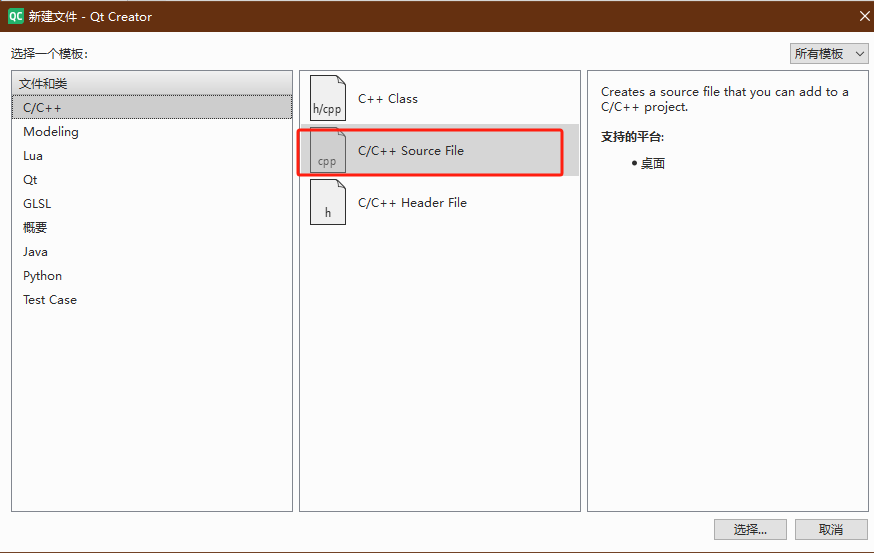 QC 新建文件 - Qt Creator
选择一个模板:
所有模板
文件和类
C/C++
Modeling
Lua
Qt
GLSL
概要
Java
Python
Test Case
h/cpp
C++ Class
cpp
C/C++ Source File
h
C/C++ Header File
Creates a source file that you can add to a
C/C++ project.
支持的平台:
• 桌面
选择...
取消